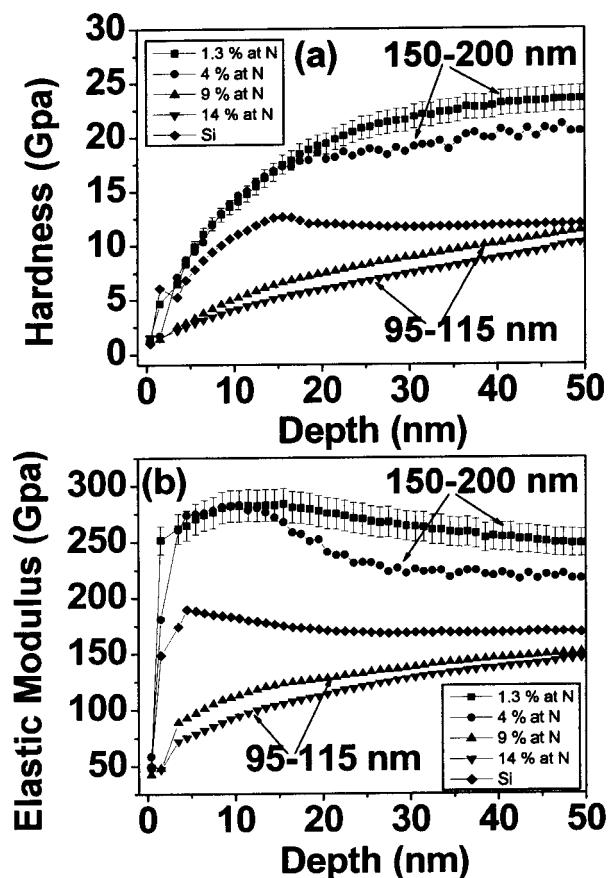 (a)
1.3 % at N
4 % at N
9 % at N
14 % at N
Si
150-200 nm
95-115 nm
Hardness (Gpa)
30
25
20
15
10
5
0
0 10 20 30 40 50
Depth (nm)
(b)
150-200 nm
95-115 nm
1.3 % at N
4 % at N
9 % at N
14 % at N
Si
Elastic Modulus (Gpa)
300
250
200
150
100
50
0 10 20 30 40 50
Depth (nm)